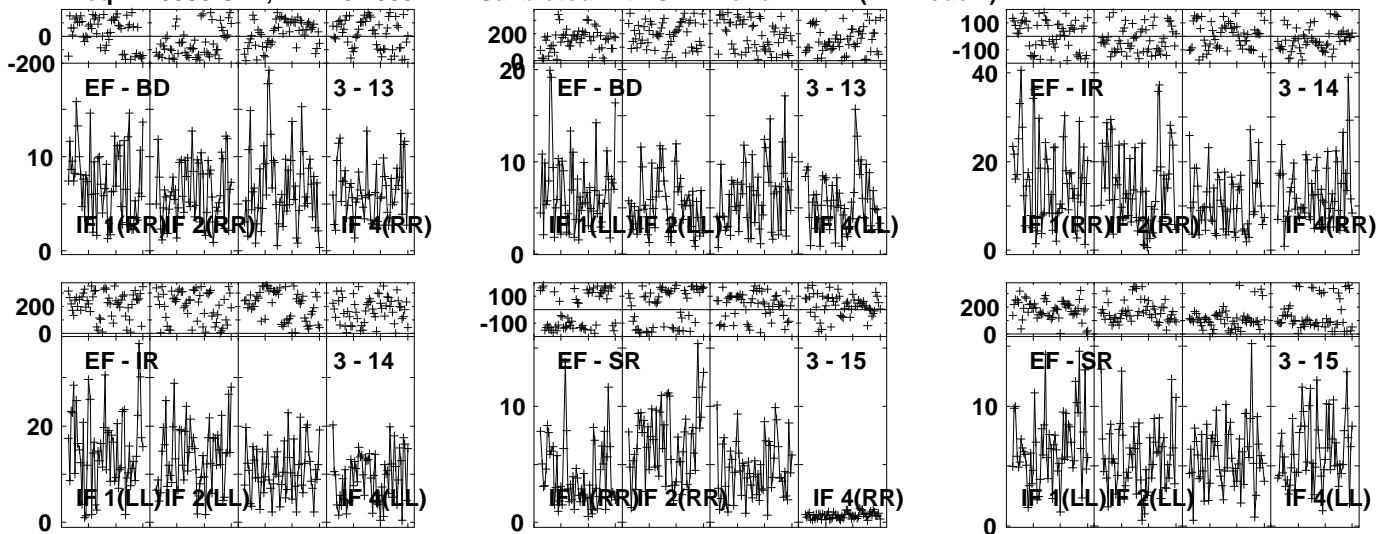 0
-200
EF - BD
3 - 13
10
IF 1(RR)
IF 2(RR)
IF 4(RR)
0
200
0
20
EF - BD
3 - 13
10
IF 1(LL)
IF 2(LL)
IF 4(LL)
0
100
-100
40
EF - IR
3 - 14
20
IF 1(RR)
IF 2(RR)
IF 4(RR)
0
200
0
EF - IR
3 - 14
20
IF 1(LL)
IF 2(LL)
IF 4(LL)
0
100
-100
EF - SR
3 - 15
10
IF 1(RR)
IF 2(RR)
IF 4(RR)
0
200
0
EF - SR
3 - 15
10
IF 1(LL)
IF 2(LL)
IF 4(LL)
0